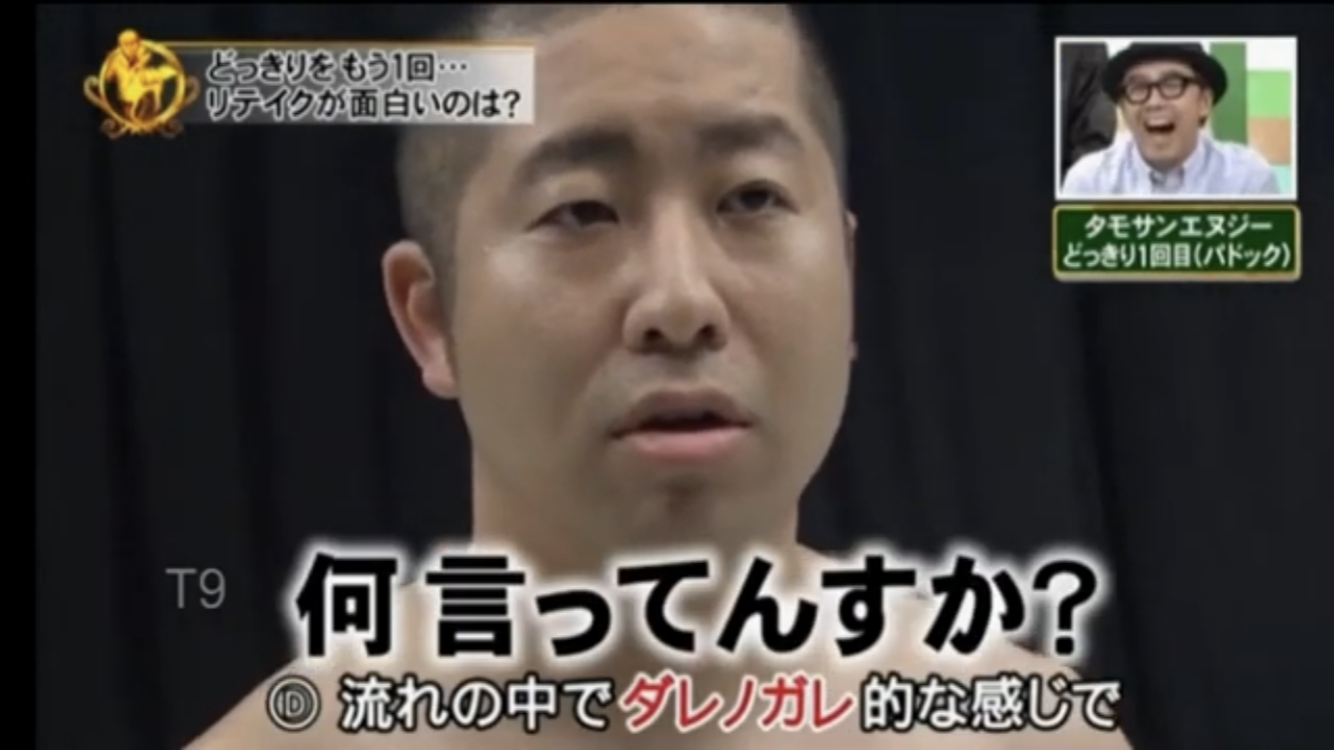 どっきりをもう1回…
リテイクが面白いのは?
タモサンエヌジー
どっきり1回目(パドック)
T9
何言ってんすか?
Ⓓ 流れの中でダレノガレ的な感じで